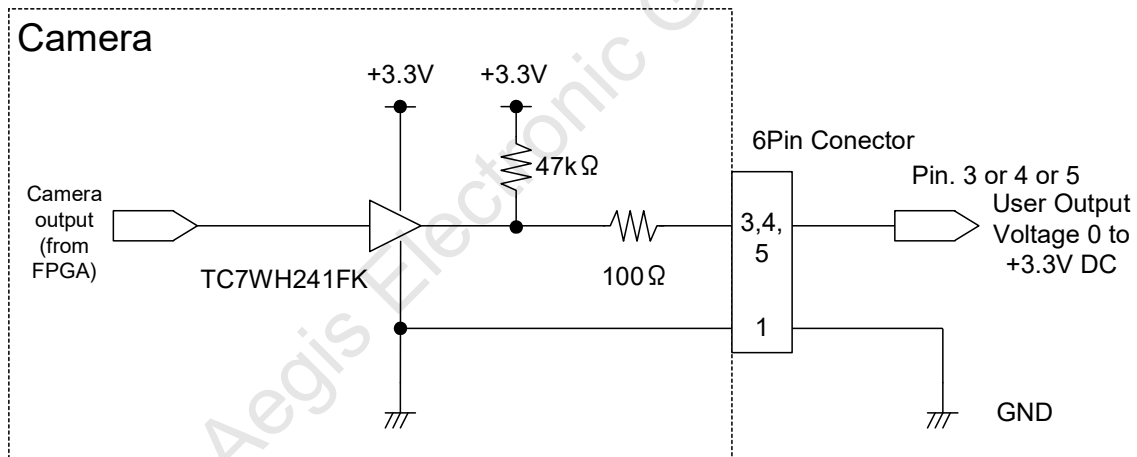 Camera
+3.3V
+3.3V
47kΩ
6Pin Conector
Pin. 3 or 4 or 5
User Output
Voltage 0 to
+3.3V DC
Camera
output
(from
FPGA)
TC7WH241FK
100Ω
3,4,
5
1
GND
Aegis Electronic G